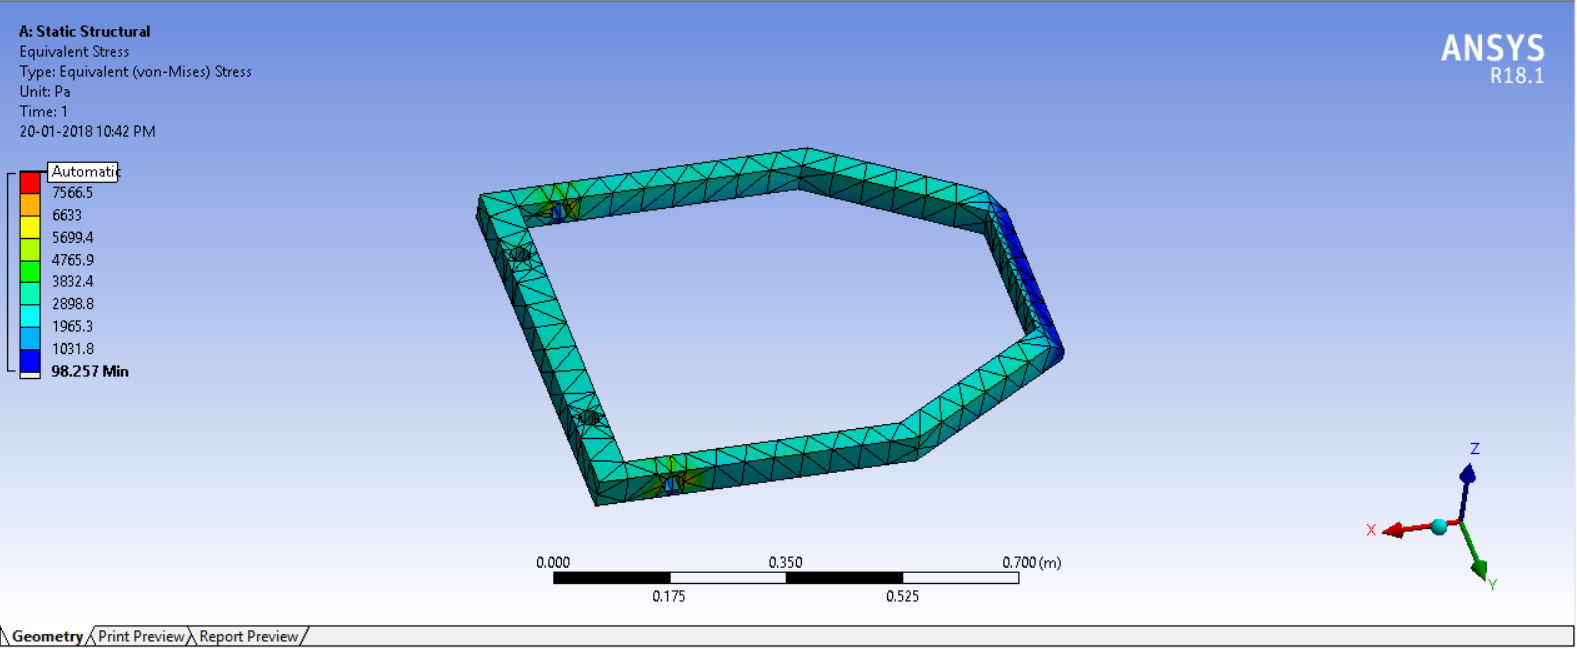 A: Static Structural
Equivalent Stress
Type: Equivalent (von-Mises) Stress
Unit: Pa
Time: 1
20-01-2018 10:42 PM
ANSYS
R18.1
Automatic
7566.5
6633
5699.4
4765.9
3832.4
2898.8
1965.3
1031.8
98.257 Min
Z
X
Y
0.000 0.350 0.700 (m)
0.175 0.525
Geometry Print Preview Report Preview